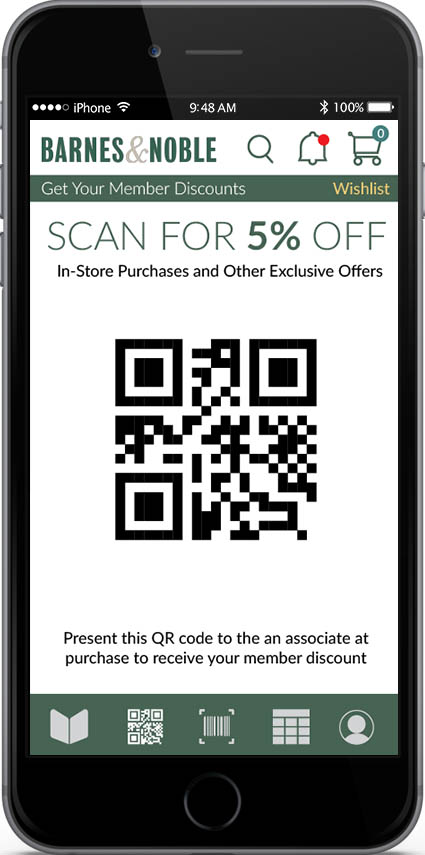 iPhone 9:48 AM 100%
BARNES&NOBLE 0
Get Your Member Discounts Wishlist
SCAN FOR 5% OFF
In-Store Purchases and Other Exclusive Offers
Present this QR code to the an associate at
purchase to receive your member discount